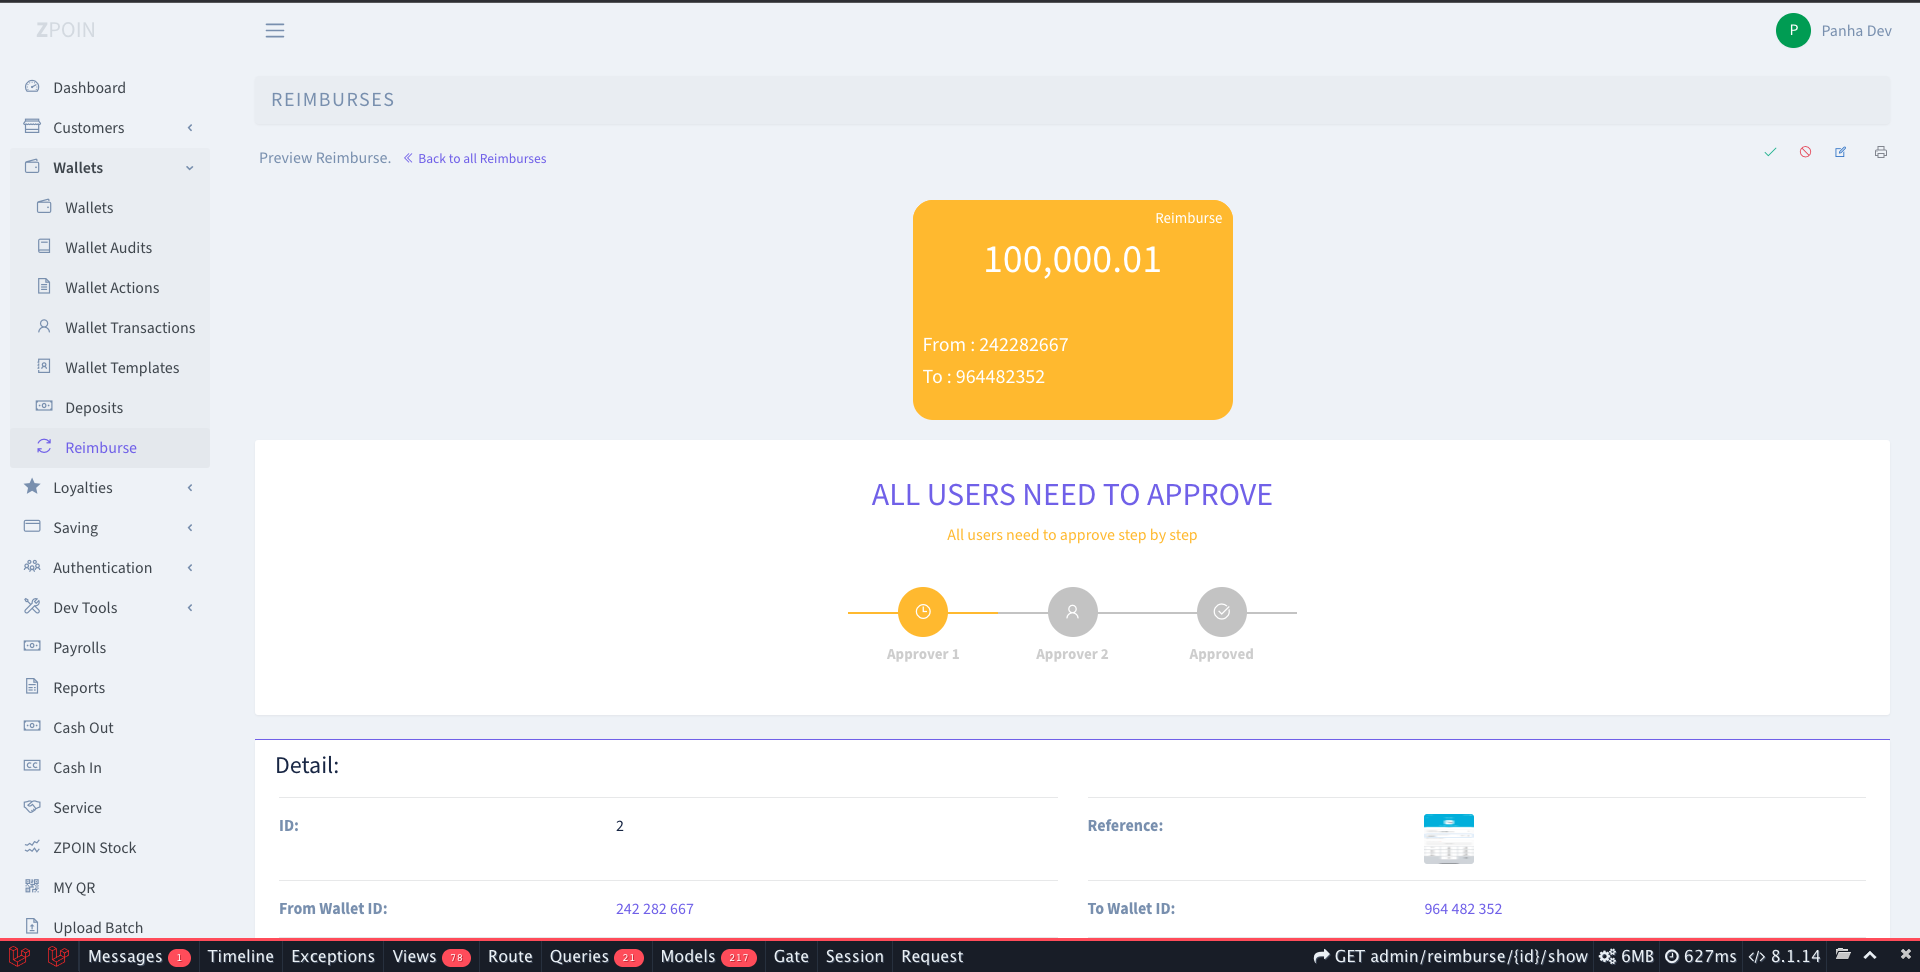 ZPOIN
P Panha Dev
Dashboard
Customers
Wallets
Wallets
Wallet Audits
Wallet Actions
Wallet Transactions
Wallet Templates
Deposits
Reimburse
Loyalties
Saving
Authentication
Dev Tools
Payrolls
Reports
Cash Out
Cash In
Service
ZPOIN Stock
MY QR
Upload Batch
REIMBURSES
Preview Reimburse. « Back to all Reimburses
Reimburse
100,000.01
From : 242282667
To : 964482352
ALL USERS NEED TO APPROVE
All users need to approve step by step
Approver 1 Approver 2 Approved
Detail:
ID: 2 Reference:
From Wallet ID: 242 282 667 To Wallet ID: 964 482 352
Messages 1 Timeline Exceptions Views 78 Route Queries 21 Models 217 Gate Session Request GET admin/reimburse/{id}/show 6MB 627ms </> 8.1.14